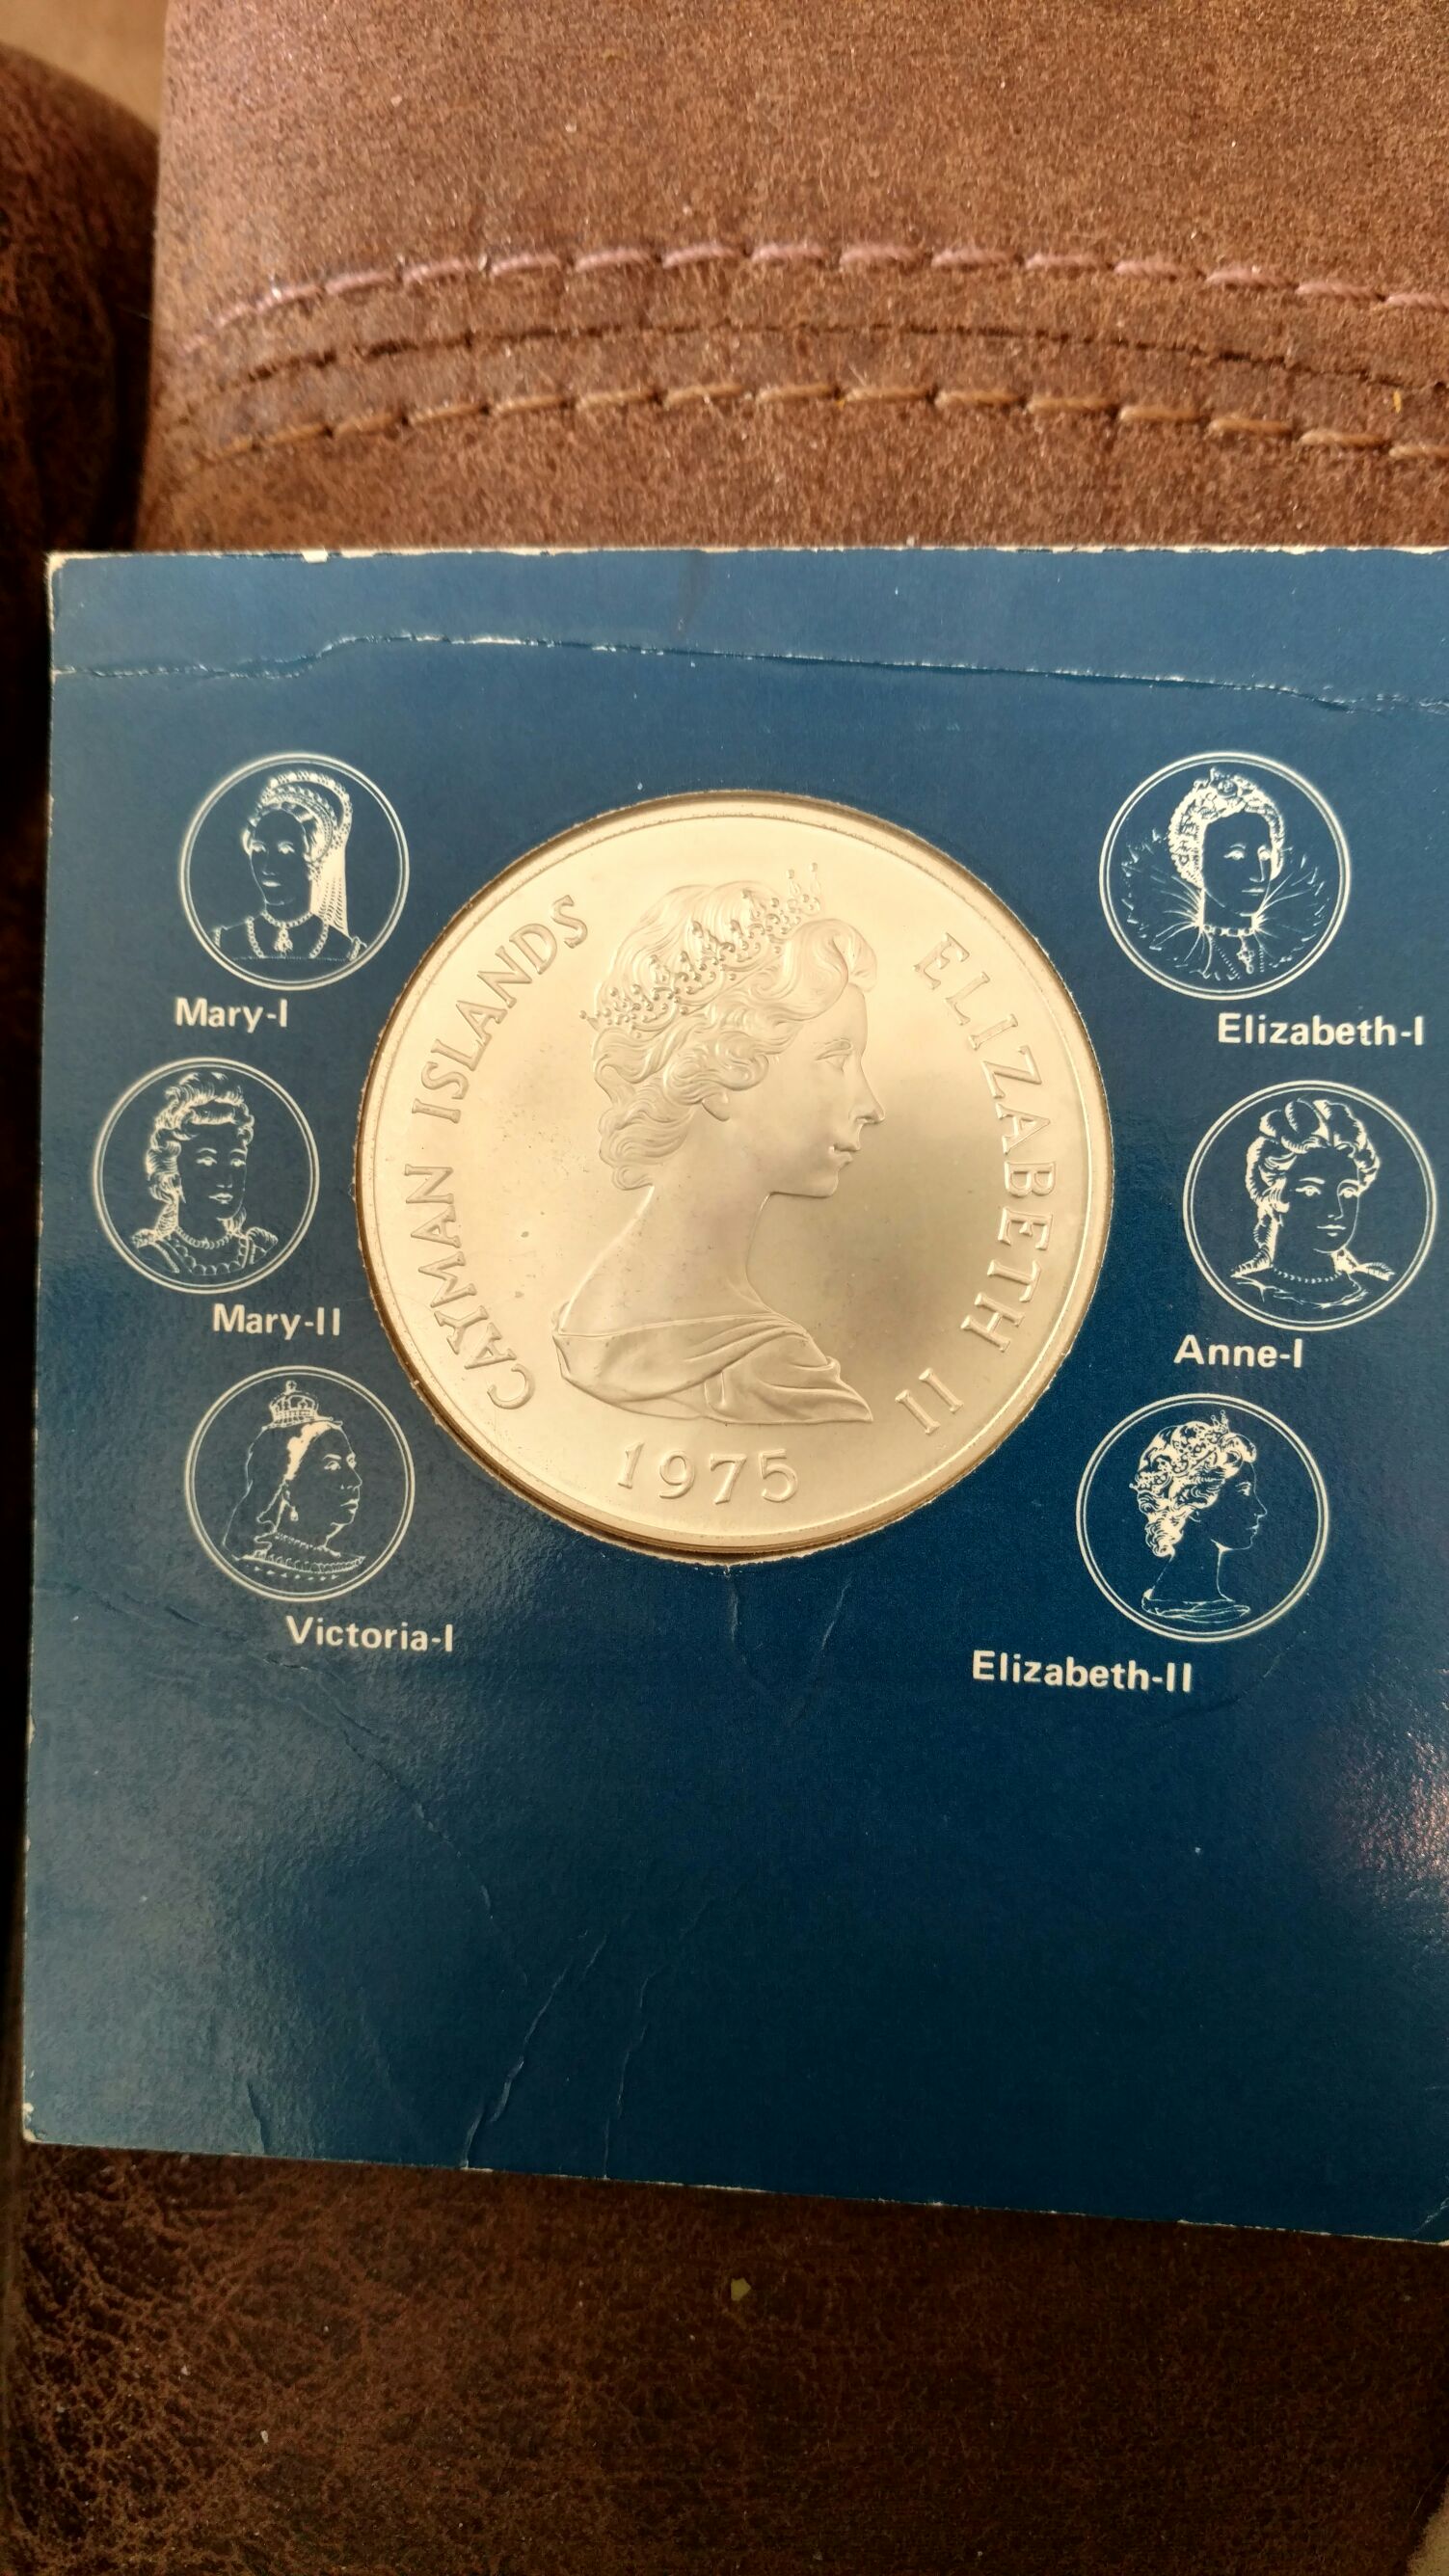 Mary-I
Elizabeth-I
CAYMAN ISLANDS
ELIZABETH II
1975
Mary-II
Anne-I
Victoria-I
Elizabeth-II